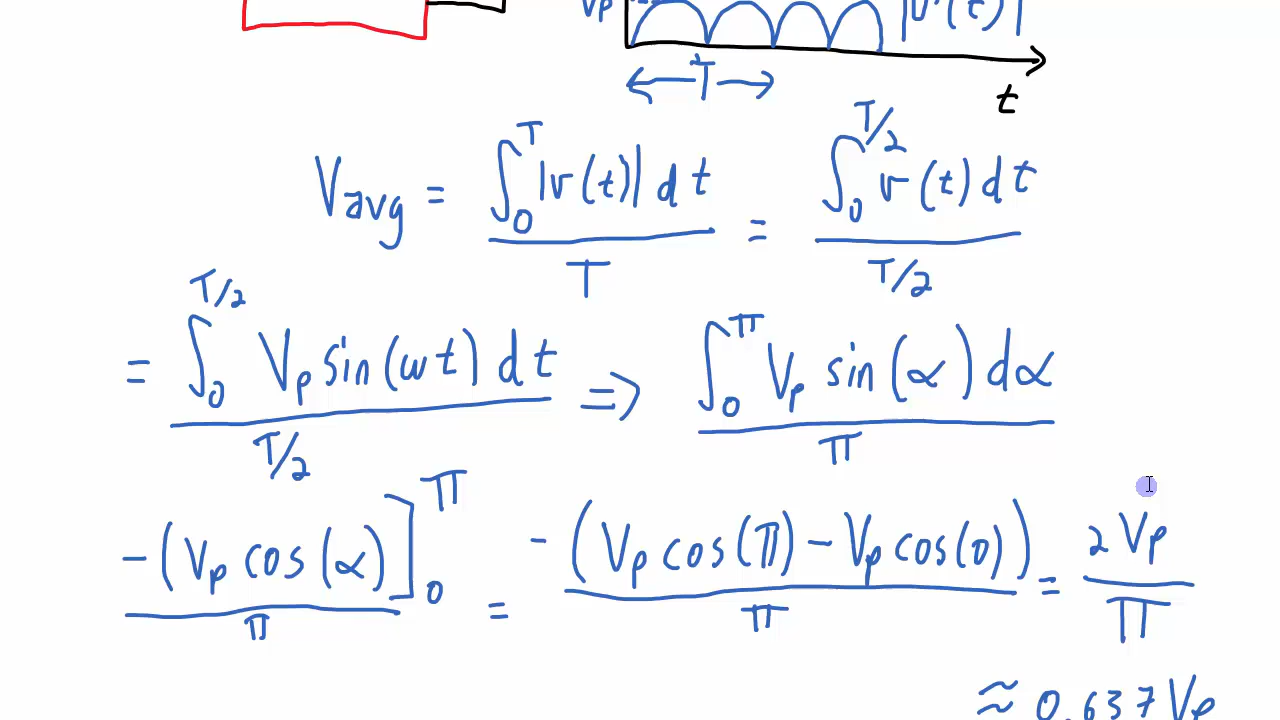 Vp |v(t)|
T
t
Vavg = ∫₀ᵀ |v(t)| dt / T = ∫₀^(T/2) v(t) dt / (T/2)
= ∫₀^(T/2) Vp sin(ωt) dt / (T/2) => ∫₀^π Vp sin(α) dα / π
-(Vp cos(α)]₀^π / π = -(Vp cos(π) - Vp cos(0)) / π = 2Vp / π
≈ 0.637 Vp